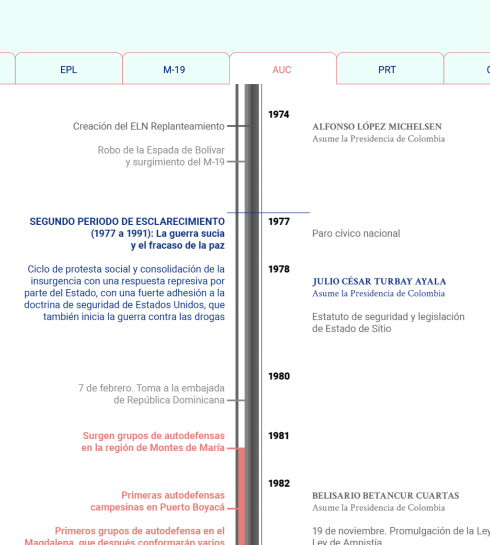 EPL
M-19
AUC
PRT
1974
Creación del ELN Replanteamiento
ALFONSO LÓPEZ MICHELSEN
Asume la Presidencia de Colombia
Robo de la Espada de Bolívar
y surgimiento del M-19
SEGUNDO PERIODO DE ESCLARECIMIENTO
(1977 a 1991): La guerra sucia
y el fracaso de la paz
1977
Paro cívico nacional
Ciclo de protesta social y consolidación de la
insurgencia con una respuesta represiva por
parte del Estado, con una fuerte adhesión a la
doctrina de seguridad de Estados Unidos, que
también inicia la guerra contra las drogas
1978
JULIO CÉSAR TURBAY AYALA
Asume la Presidencia de Colombia
Estatuto de seguridad y legislación
de Estado de Sitio
1980
7 de febrero. Toma a la embajada
de República Dominicana
1981
Surgen grupos de autodefensas
en la región de Montes de María
1982
Primeras autodefensas
campesinas en Puerto Boyacá
BELISARIO BETANCUR CUARTAS
Asume la Presidencia de Colombia
Primeros grupos de autodefensa en el
Magdalena, que después conformarán varios
19 de noviembre. Promulgación de la Ley
Ley de Amnistía